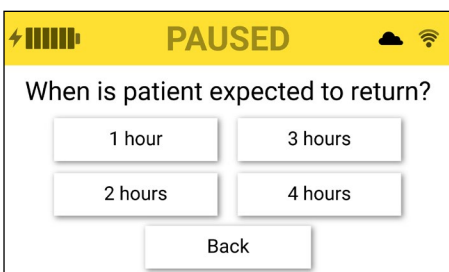 PAUSED
When is patient expected to return?
1 hour 3 hours
2 hours 4 hours
Back